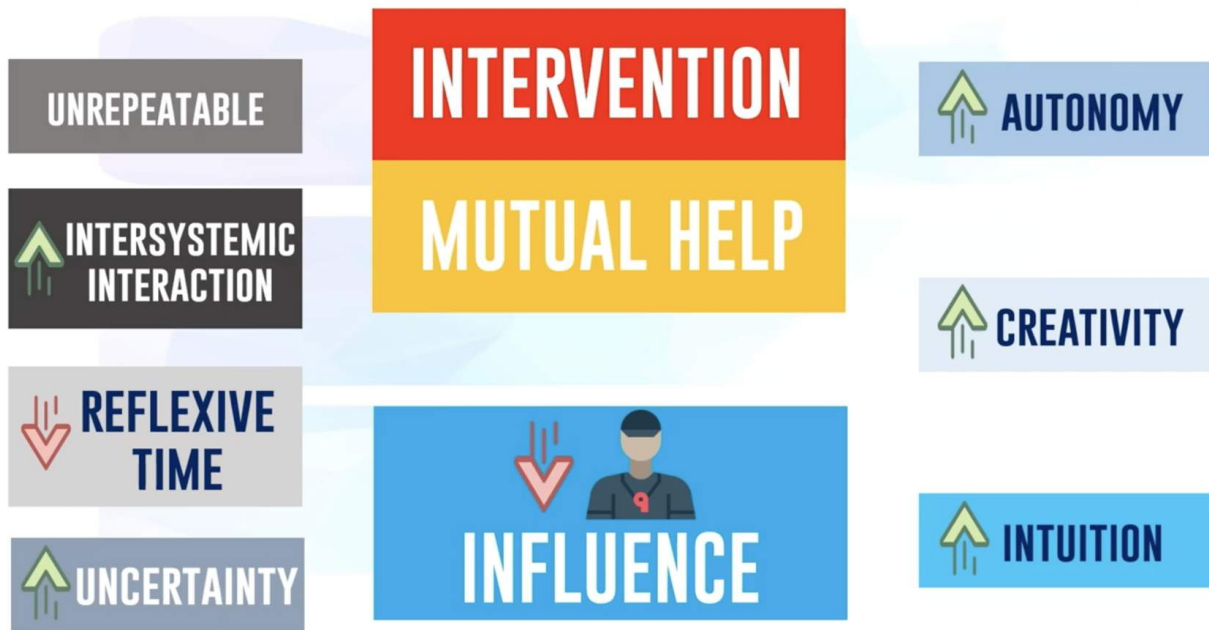 UNREPEATABLE
INTERSYSTEMIC
INTERACTION
REFLEXIVE
TIME
UNCERTAINTY
INTERVENTION
MUTUAL HELP
INFLUENCE
AUTONOMY
CREATIVITY
INTUITION